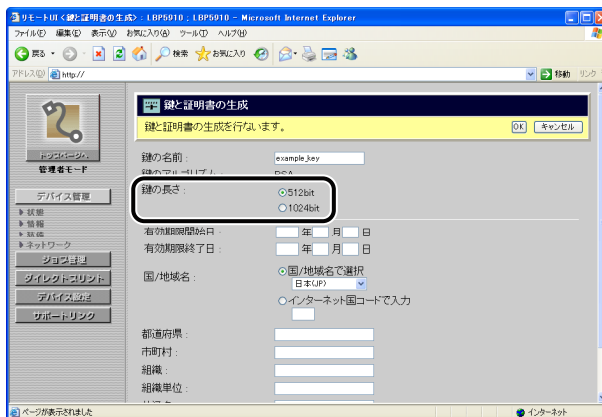 リモートUI <鍵と証明書の生成> : LBP5910 ; LBP5910 - Microsoft Internet Explorer
ファイル(F) 編集(E) 表示(V) お気に入り(A) ツール(T) ヘルプ(H)
戻る 検索 お気に入り
アドレス(D) http:// 移動 リンク
鍵と証明書の生成
鍵と証明書の生成を行ないます。 OK キャンセル
トップページへ
管理者モード
デバイス管理
状態
情報
ネットワーク
ジョブ管理
ダイレクトプリント
デバイス設定
サポートリンク
鍵の名前 : example_key
鍵のアルゴリズム : RSA
鍵の長さ : 512bit
1024bit
有効期限開始日 : 年 月 日
有効期限終了日 : 年 月 日
国/地域名 : 国/地域名で選択
日本(JP)
インターネット国コードで入力
都道府県 :
市町村 :
組織 :
組織単位 :
ページが表示されました インターネット